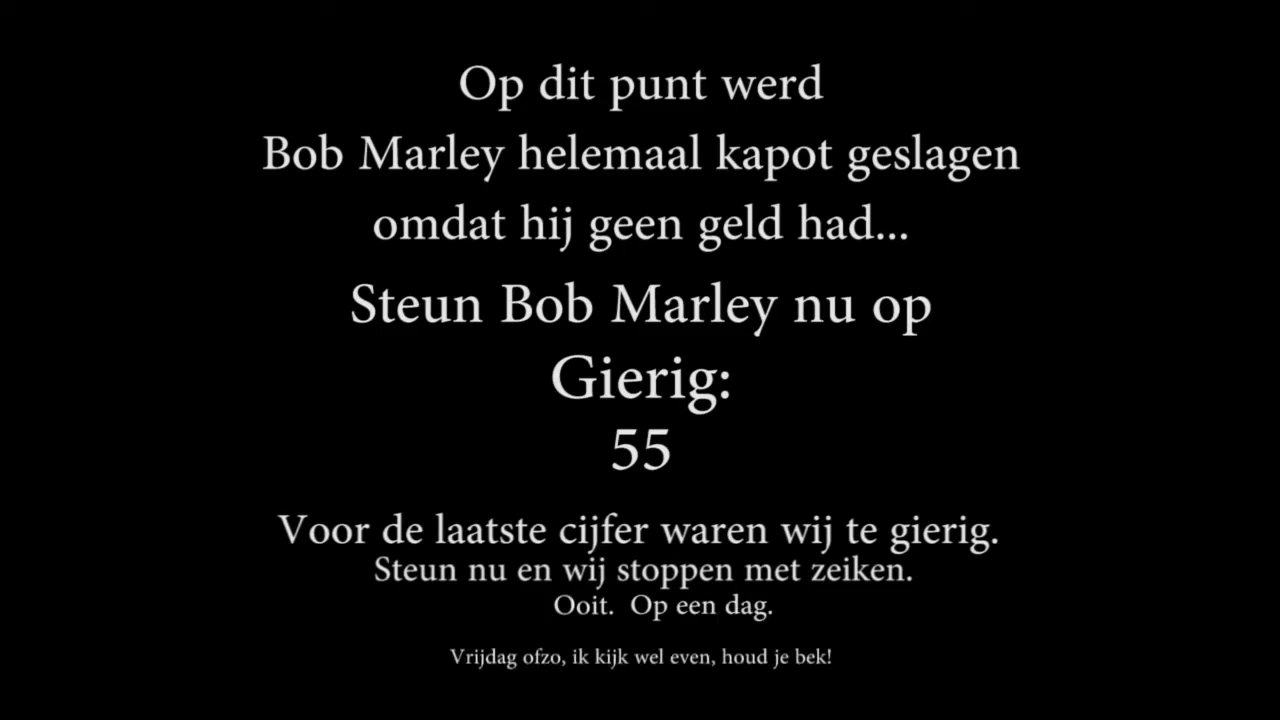 Op dit punt werd
Bob Marley helemaal kapot geslagen
omdat hij geen geld had...
Steun Bob Marley nu op
Gierig:
55
Voor de laatste cijfer waren wij te gierig.
Steun nu en wij stoppen met zeiken.
Ooit. Op een dag.
Vrijdag ofzo, ik kijk wel even, houd je bek!